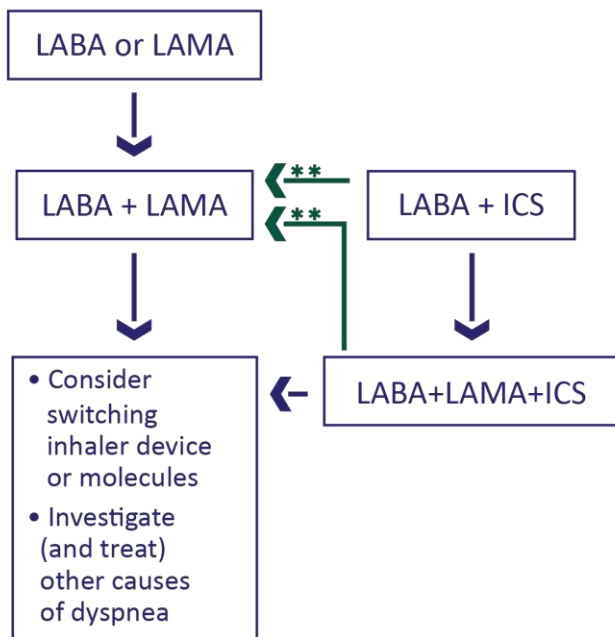 LABA or LAMA
**
LABA + LAMA
**
LABA + ICS
• Consider
switching
inhaler device
or molecules
• Investigate
(and treat)
other causes
of dyspnea
LABA+LAMA+ICS